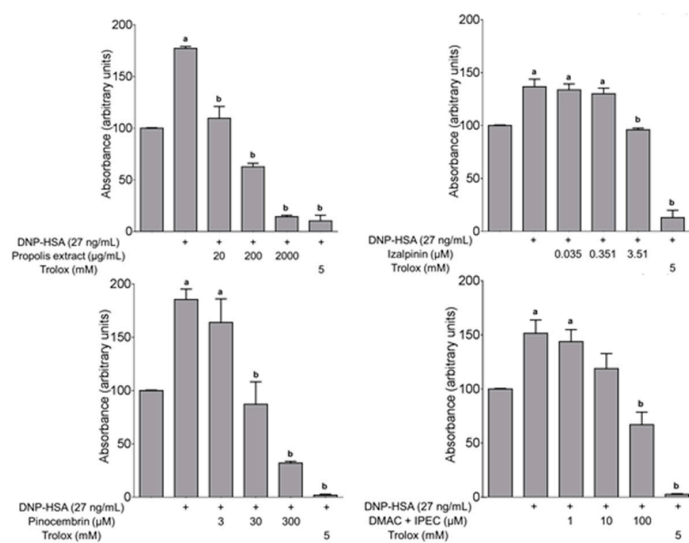 Absorbance (arbitrary units)
200
150
100
50
0
a
b
b
b
b
DNP-HSA (27 ng/mL) + + + + +
Propolis extract (µg/mL) 20 200 2000
Trolox (mM) 5
Absorbance (arbitrary units)
200
150
100
50
0
a
a
a
b
b
DNP-HSA (27 ng/mL) + + + + +
Izalpinin (µM) 0.035 0.351 3.51
Trolox (mM) 5
Absorbance (arbitrary units)
200
150
100
50
0
a
a
b
b
b
DNP-HSA (27 ng/mL) + + + + +
Pinocembrin (µM) 3 30 300
Trolox (mM) 5
Absorbance (arbitrary units)
200
150
100
50
0
a
a
b
b
DNP-HSA (27 ng/mL) + + + + +
DMAC + IPEC (µM) 1 10 100
Trolox (mM) 5